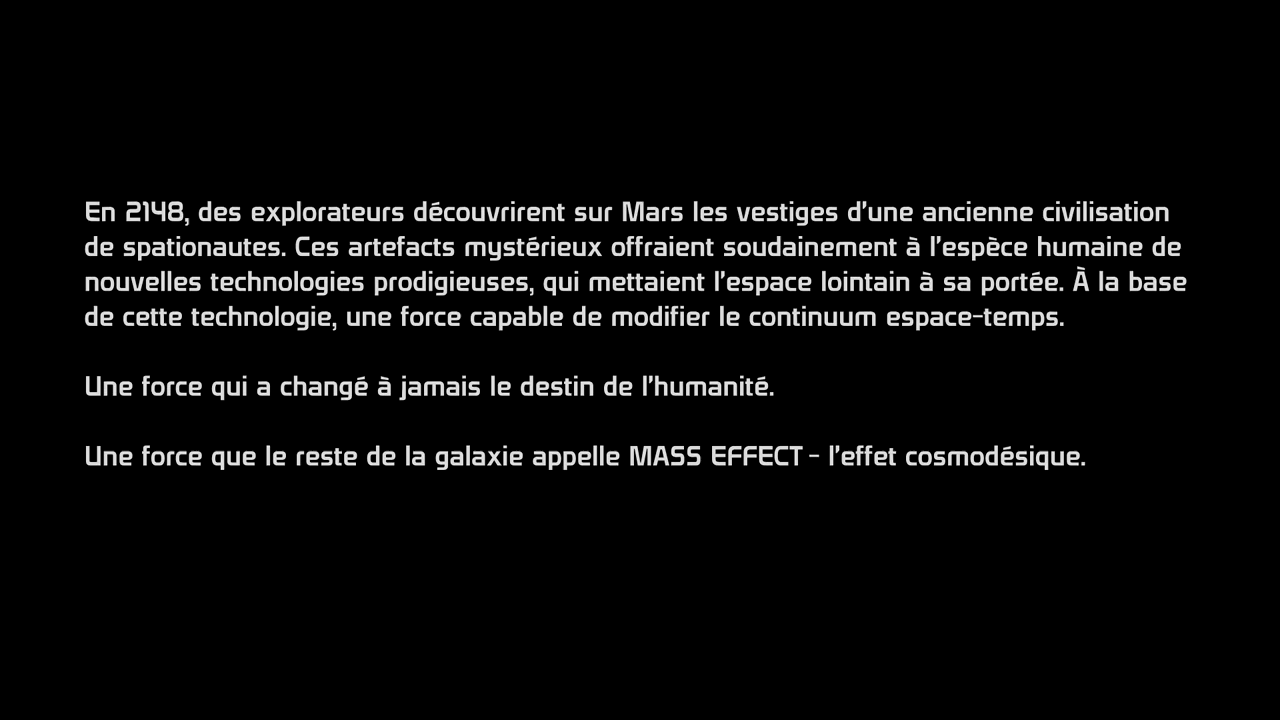 En 2148, des explorateurs découvrirent sur Mars les vestiges d'une ancienne civilisation
de spationautes. Ces artefacts mystérieux offraient soudainement à l'espèce humaine de
nouvelles technologies prodigieuses, qui mettaient l'espace lointain à sa portée. À la base
de cette technologie, une force capable de modifier le continuum espace-temps.
Une force qui a changé à jamais le destin de l'humanité.
Une force que le reste de la galaxie appelle MASS EFFECT - l'effet cosmodésique.